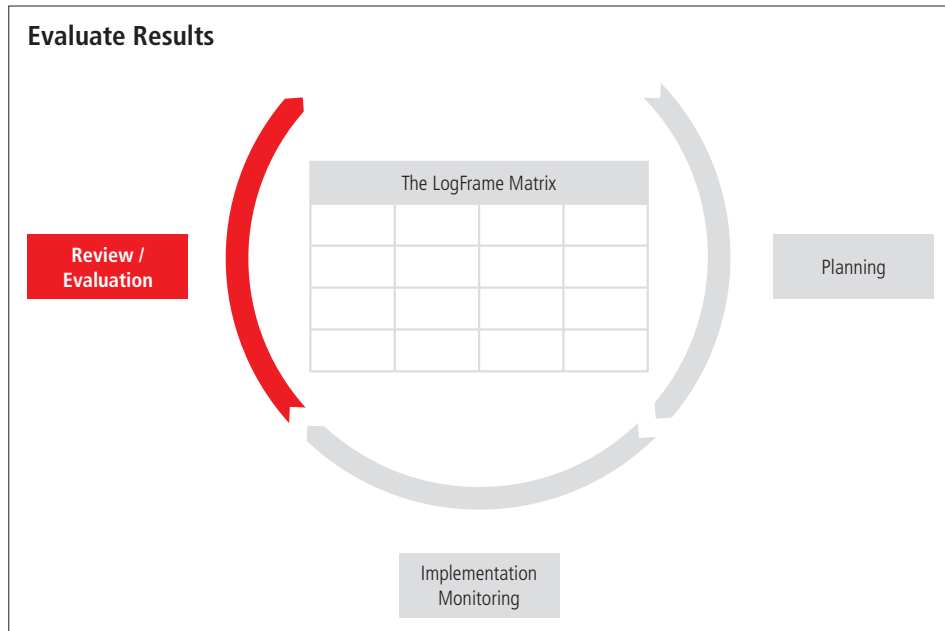 Evaluate Results
The LogFrame Matrix
Review /
Evaluation
Planning
Implementation
Monitoring